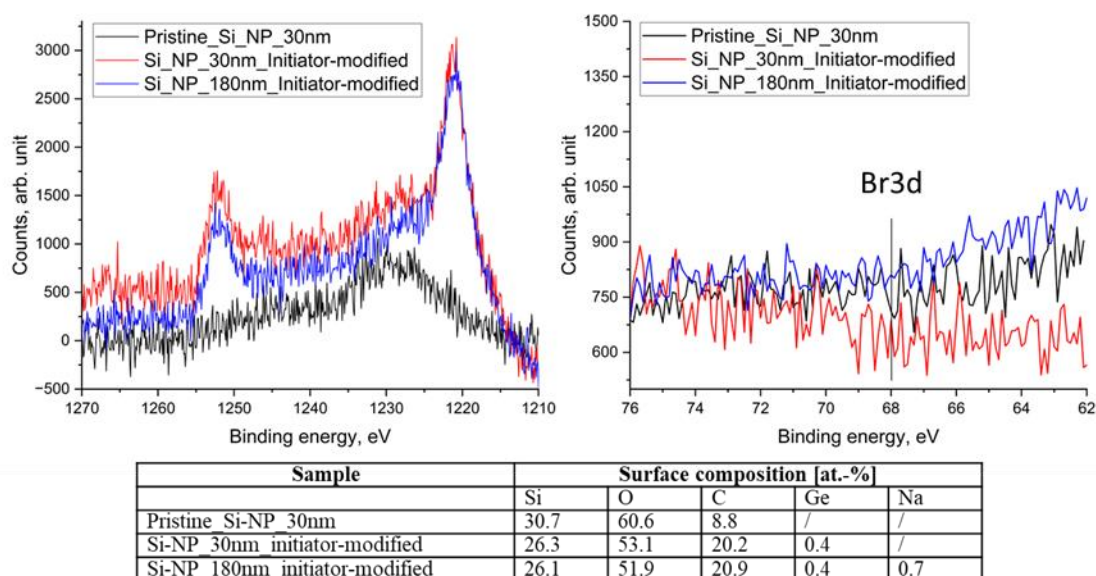 Pristine_Si_NP_30nm
Si_NP_30nm_Initiator-modified
Si_NP_180nm_Initiator-modified
3000
2500
2000
1500
1000
500
0
−500
Counts, arb. unit
1270 1260 1250 1240 1230 1220 1210
Binding energy, eV
Pristine_Si_NP_30nm
Si_NP_30nm_Initiator-modified
Si_NP_180nm_Initiator-modified
1500
1350
1200
1050
900
750
600
Counts, arb. unit
Br3d
76 74 72 70 68 66 64 62
Binding energy, eV
Sample Surface composition [at.-%]
Si O C Ge Na
Pristine_Si-NP_30nm 30.7 60.6 8.8 / /
Si-NP_30nm_initiator-modified 26.3 53.1 20.2 0.4 /
Si-NP_180nm_initiator-modified 26.1 51.9 20.9 0.4 0.7